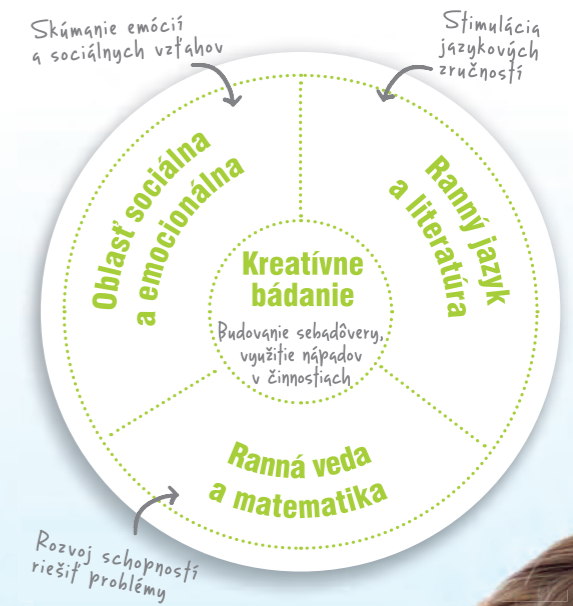 Skúmanie emócií
a sociálnych vzťahov
Stimulácia
jazykových
zručností
Oblasť sociálna
a emocionálna
Ranný jazyk
a literatúra
Kreatívne
bádanie
Budovanie sebadôvery,
využitie nápadov
v činnostiach
Ranná veda
a matematika
Rozvoj schopností
riešiť problémy